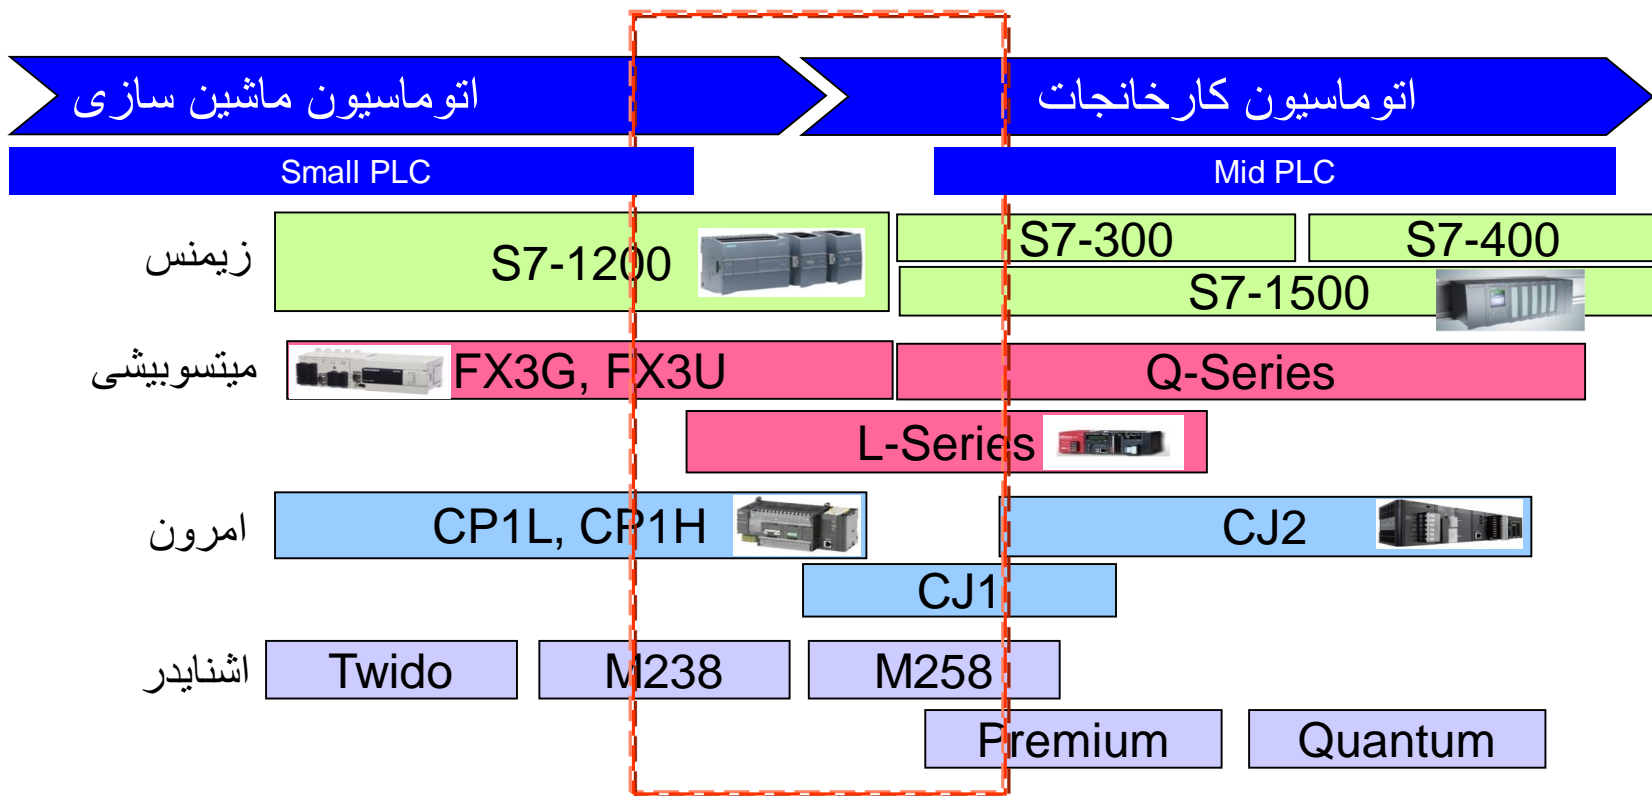 اتوماسیون ماشین سازی
اتوماسیون کارخانجات
Small PLC
Mid PLC
زیمنس
S7-1200
S7-300
S7-400
S7-1500
میتسوبیشی
FX3G, FX3U
Q-Series
L-Series
امرون
CP1L, CP1H
CJ2
CJ1
اشنایدر
Twido
M238
M258
Premium
Quantum